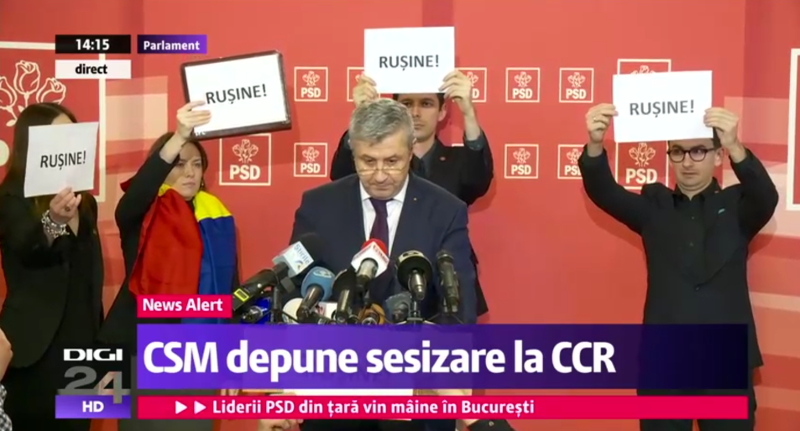 14:15
Parlament
direct
RUȘINE!
RUȘINE!
RUȘINE!
RUȘINE!
PSD
PSD
PSD
PSD
PSD
PSD
PSD
PSD
PSD
News Alert
CSM depune sesizare la CCR
DIGI
24
HD
Liderii PSD din țară vin mâine în București